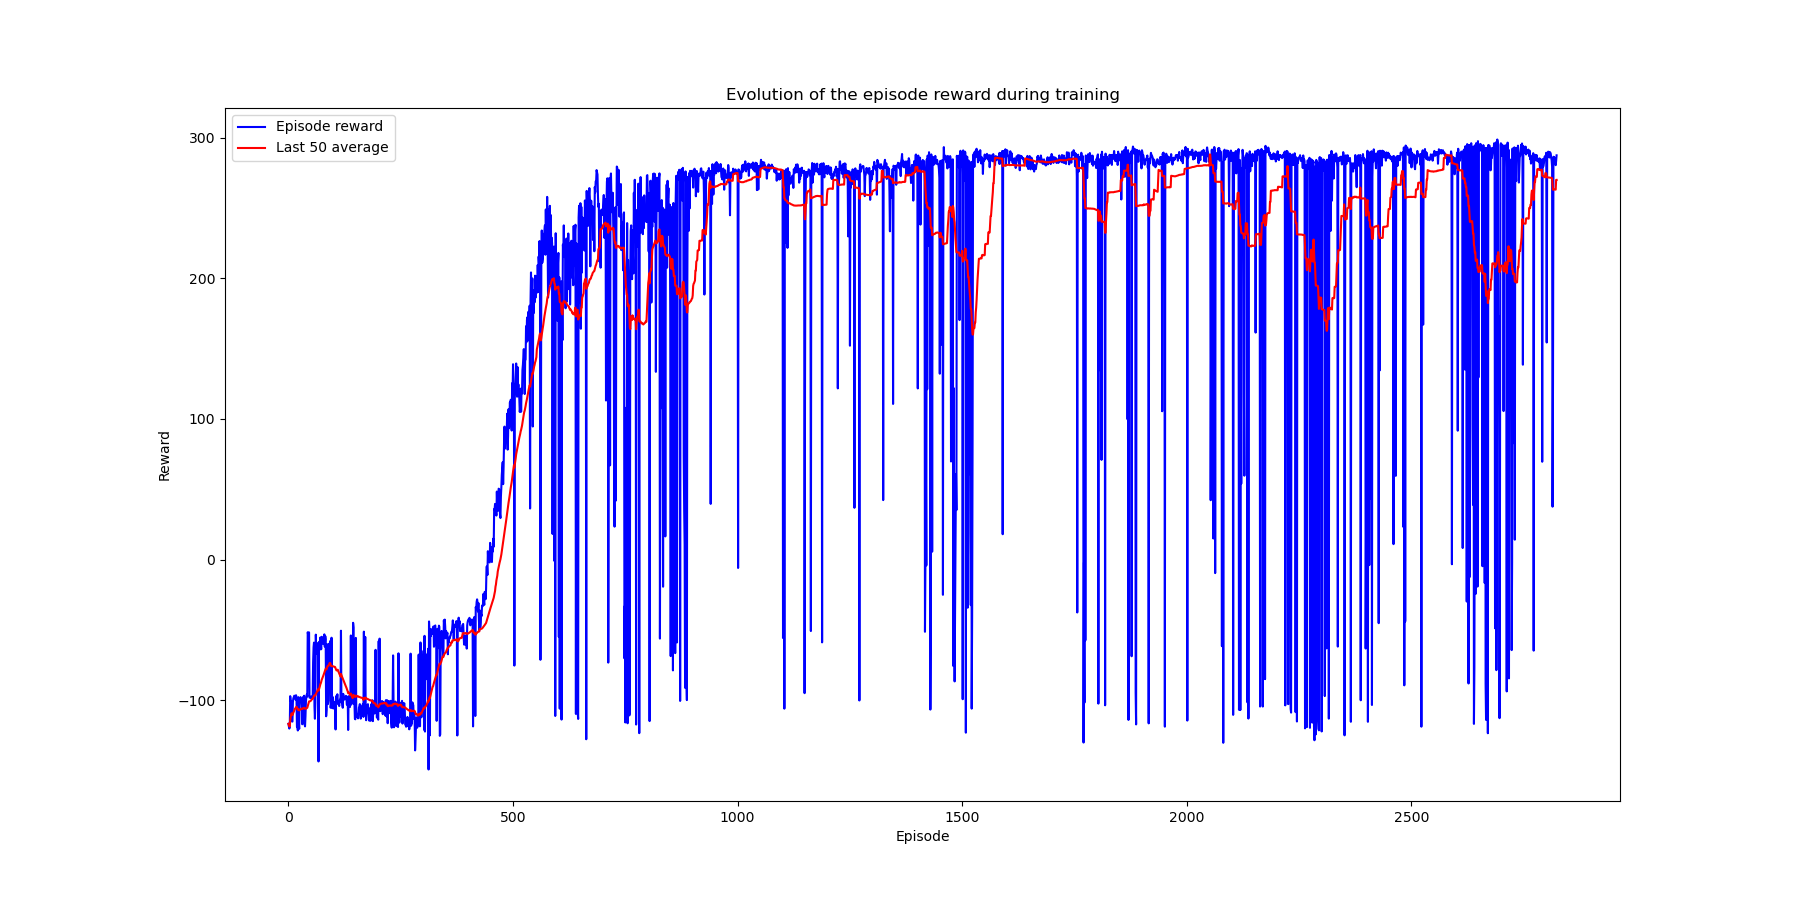 Evolution of the episode reward during training
Episode reward
Last 50 average
300
200
100
0
−100
Reward
0
500
1000
1500
2000
2500
Episode